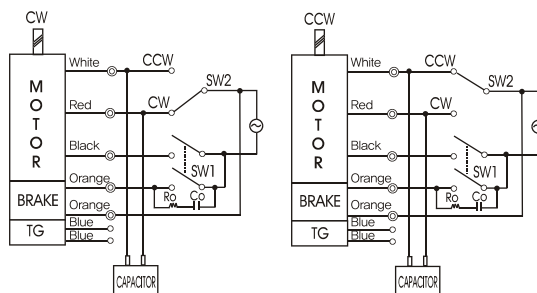 CW
White
CCW
SW2
Red
CW
MOTOR
Black
SW1
Orange
Ro
Co
BRAKE
Orange
Blue
TG
Blue
CAPACITOR
CCW
White
CCW
SW2
Red
CW
MOTOR
Black
SW1
Orange
Ro
Co
BRAKE
Orange
Blue
TG
Blue
CAPACITOR